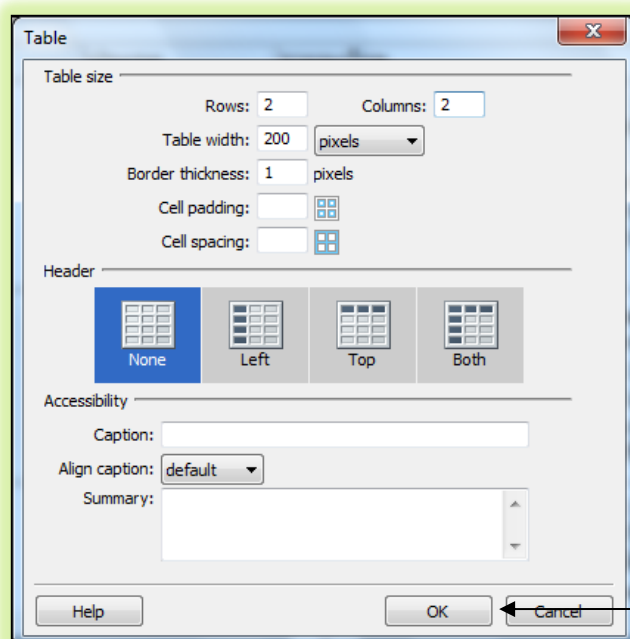 Table
Table size
Rows: 2 Columns: 2
Table width: 200 pixels
Border thickness: 1 pixels
Cell padding:
Cell spacing:
Header
None Left Top Both
Accessibility
Caption:
Align caption: default
Summary:
Help OK Cancel